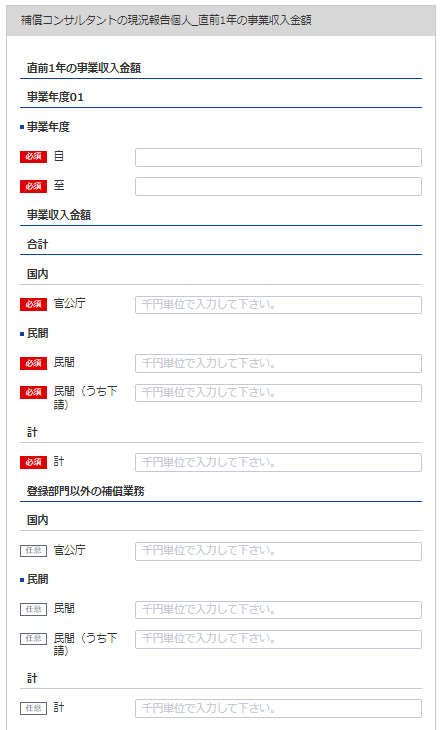 補償コンサルタントの現況報告個人_直前1年の事業収入金額
直前1年の事業収入金額
事業年度01
事業年度
必須 自
必須 至
事業収入金額
合計
国内
必須 官公庁 千円単位で入力して下さい。
民間
必須 民間 千円単位で入力して下さい。
必須 民間（うち下 千円単位で入力して下さい。
請）
計
必須 計 千円単位で入力して下さい。
登録部門以外の補償業務
国内
任意 官公庁 千円単位で入力して下さい。
民間
任意 民間 千円単位で入力して下さい。
任意 民間（うち下 千円単位で入力して下さい。
請）
計
任意 計 千円単位で入力して下さい。